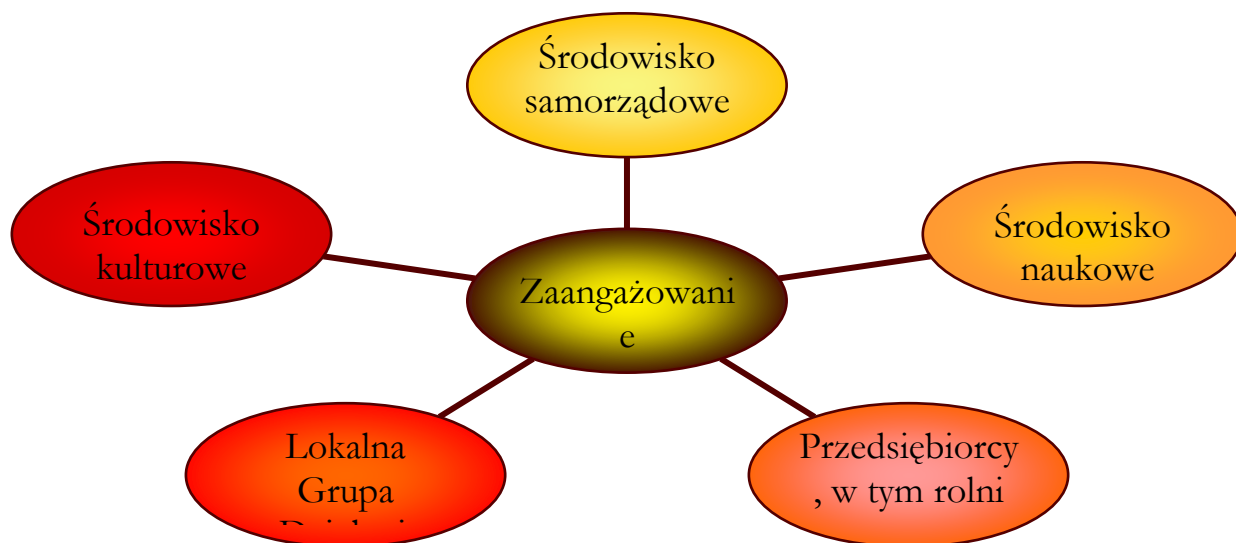 Środowisko
samorządowe
Środowisko
kulturowe
Środowisko
naukowe
Zaangażowani
e
Lokalna
Grupa
Przedsiębiorcy
, w tym rolni